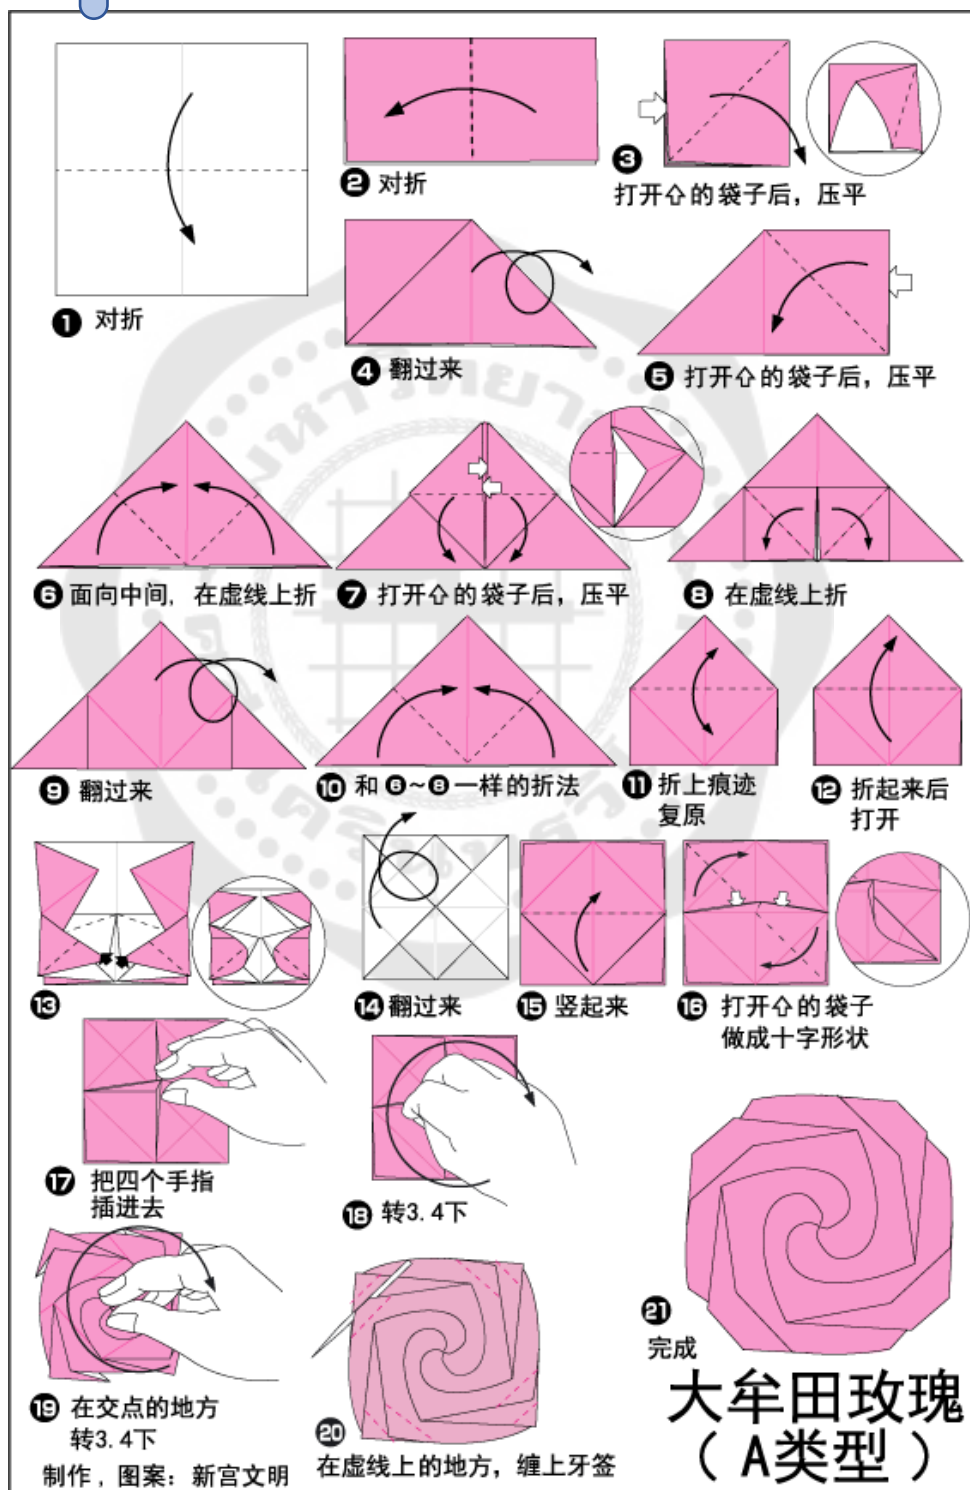 1 对折
2 对折
3
打开⇧的袋子后，压平
4 翻过来
5 打开⇧的袋子后，压平
6 面向中间，在虚线上折
7 打开⇧的袋子后，压平
8 在虚线上折
9 翻过来
10 和6～8一样的折法
11 折上痕迹
复原
12 折起来后
打开
13
14 翻过来
15 竖起来
16 打开⇧的袋子
做成十字形状
17 把四个手指
插进去
18 转3.4下
19 在交点的地方
转3.4下
20
在虚线上的地方，缠上牙签
21
完成
大牟田玫瑰
（A类型）
制作，图案：新宫文明